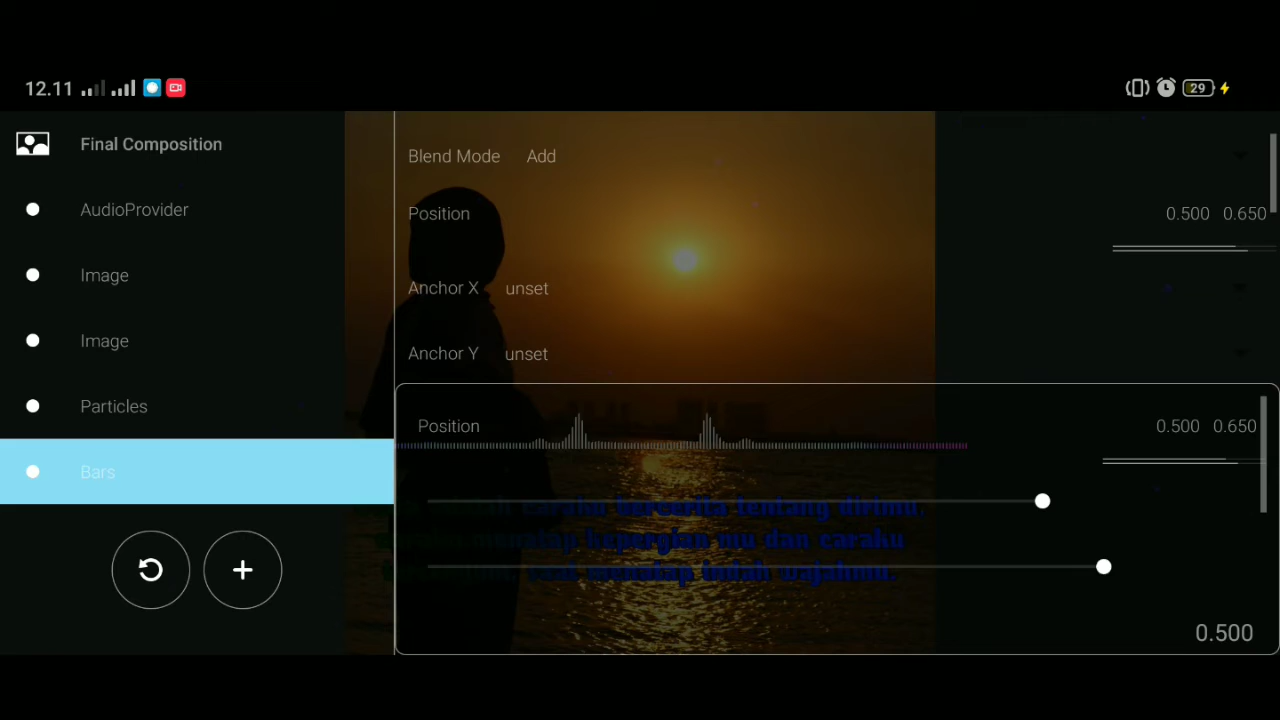 12.11
29
Final Composition
AudioProvider
Image
Image
Particles
Bars
Blend Mode Add
Position 0.500 0.650
Anchor X unset
Anchor Y unset
Position 0.500 0.650
caraku bercerita tentang dirimu,
menatap kepergian mu dan caraku
saat menatap indah wajahmu.
0.500